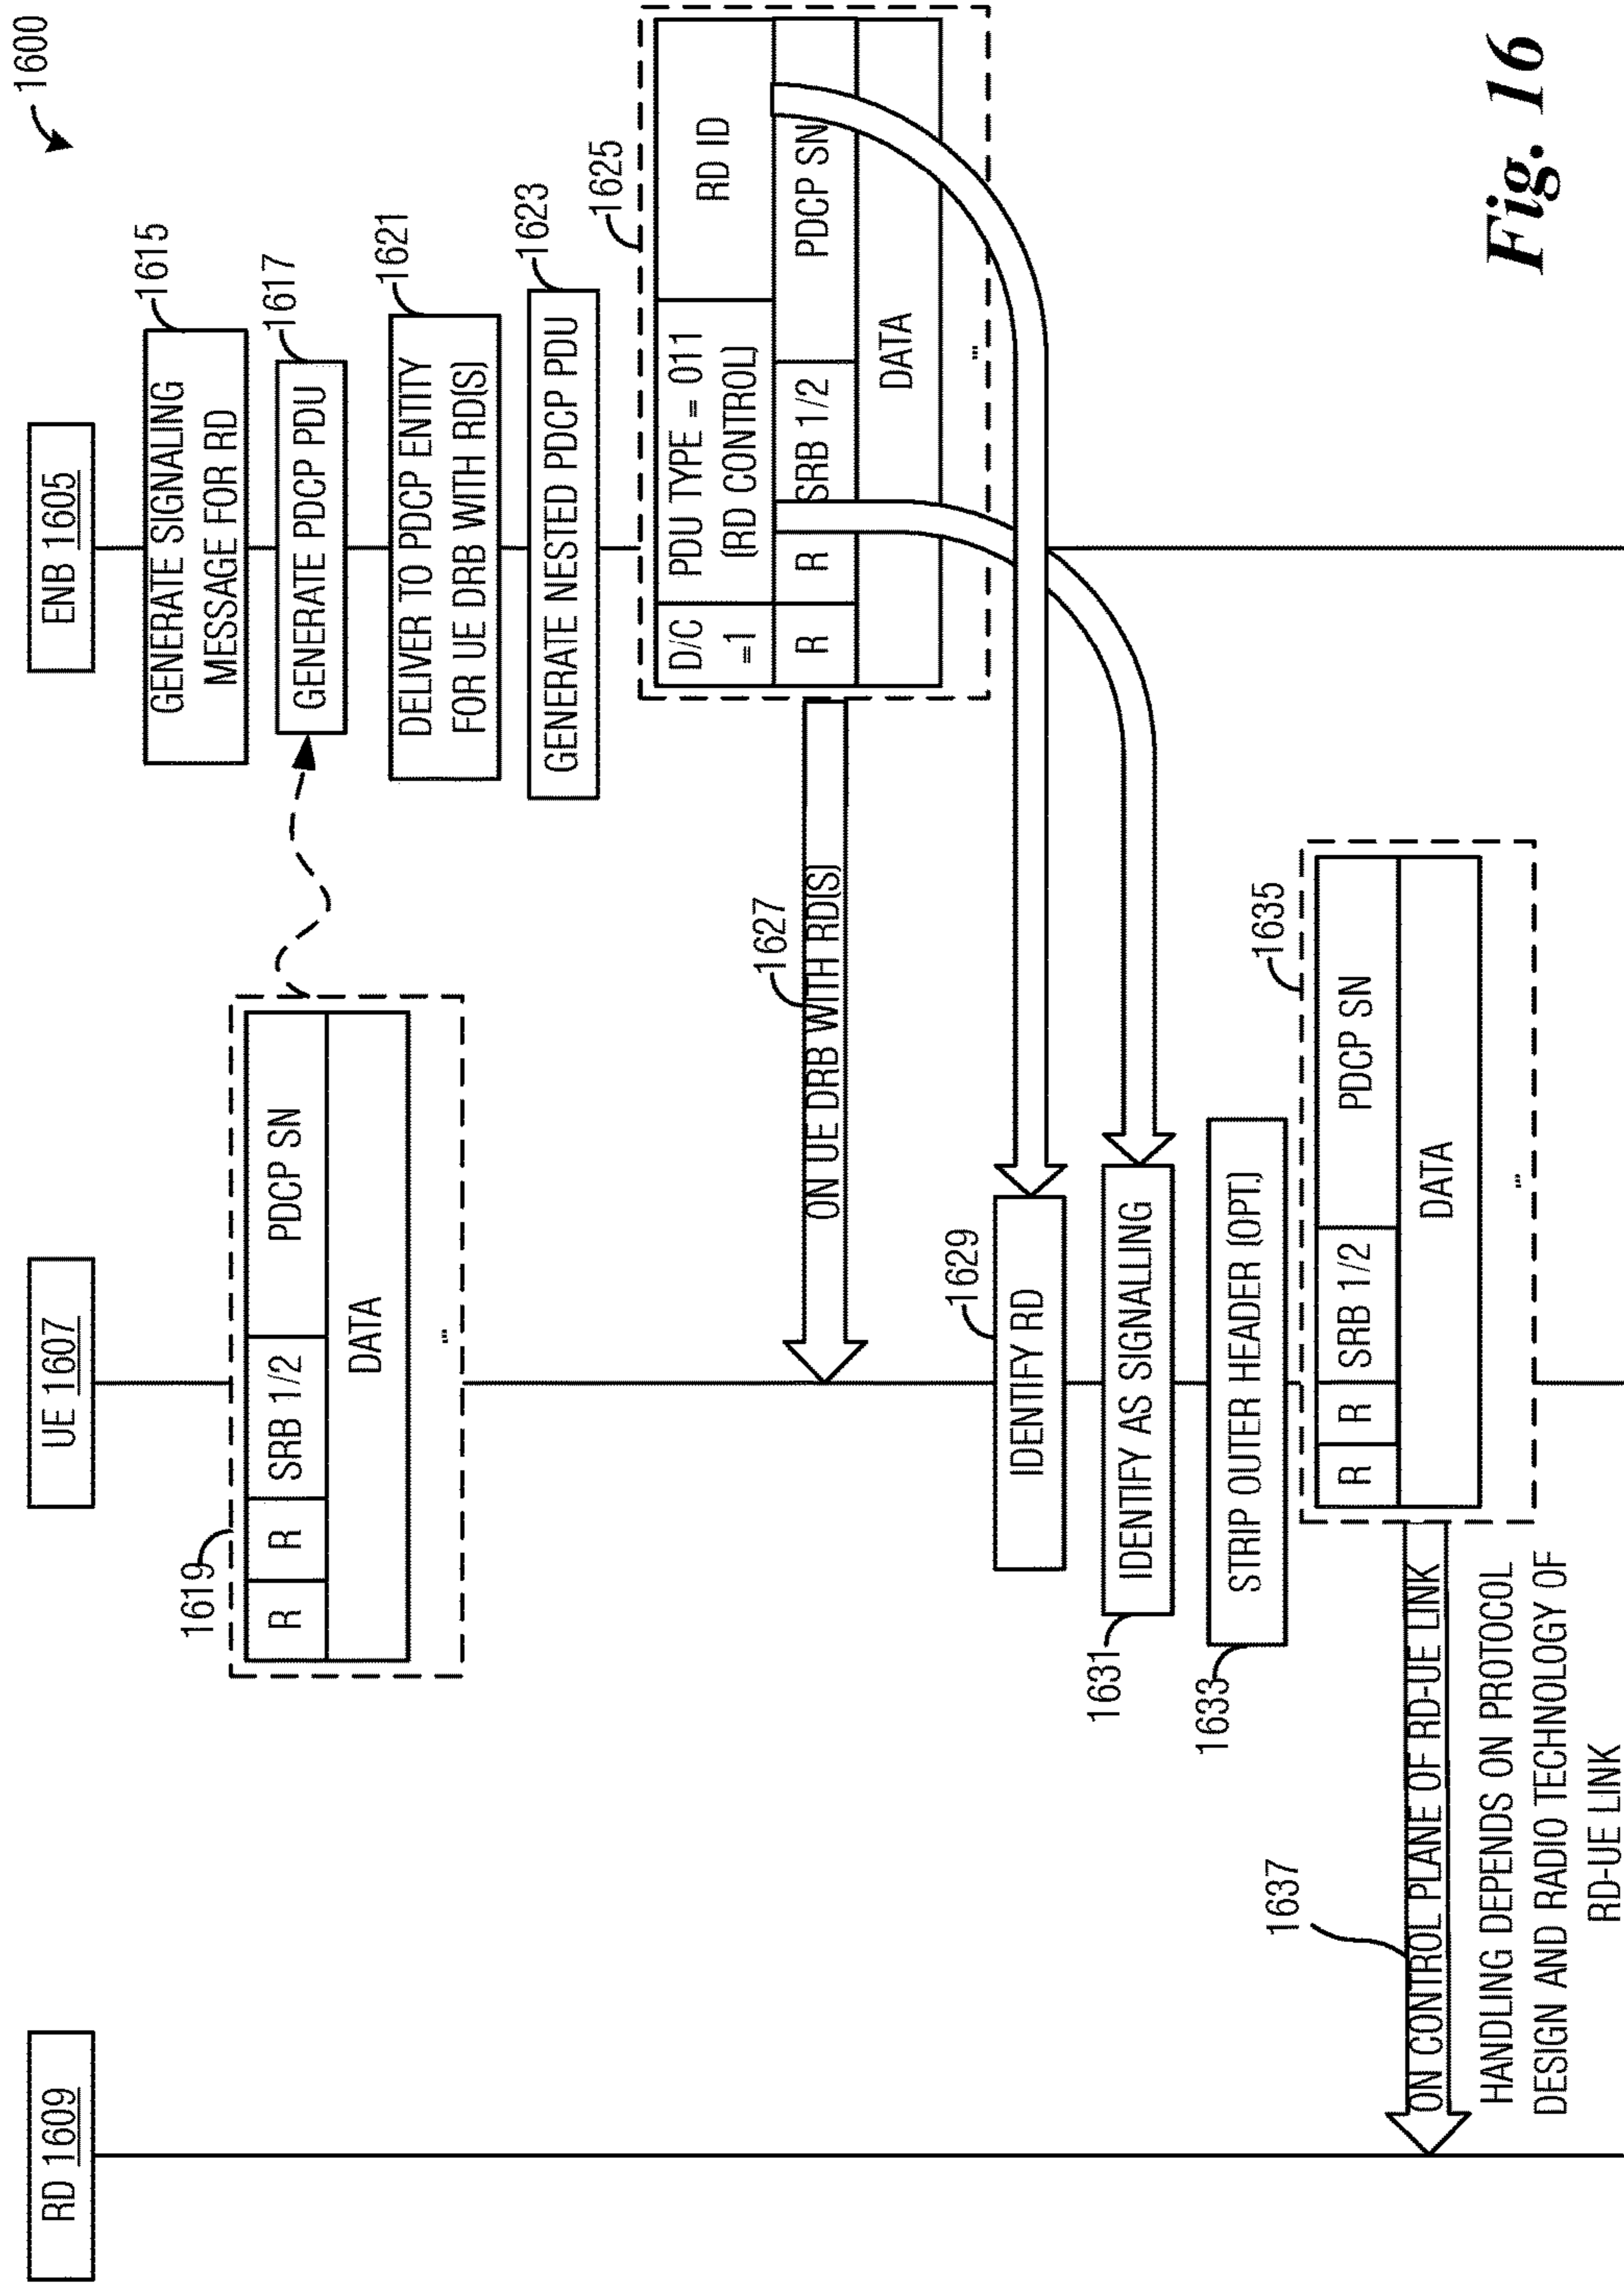 1600
RD 1609
UE 1607
ENB 1605
GENERATE SIGNALING
MESSAGE FOR RD
1615
GENERATE PDCP PDU
1617
1619
R
R
SRB 1/2
PDCP SN
DATA
...
DELIVER TO PDCP ENTITY
FOR UE DRB WITH RD(S)
1621
GENERATE NESTED PDCP PDU
1623
1625
D/C
=1
PDU TYPE = 011
(RD CONTROL)
RD ID
R
R
SRB 1/2
PDCP SN
DATA
...
1627
ON UE DRB WITH RD(S)
1629
IDENTIFY RD
IDENTIFY AS SIGNALLING
1631
STRIP OUTER HEADER (OPT.)
1633
1635
R
R
SRB 1/2
PDCP SN
DATA
...
1637
ON CONTROL PLANE OF RD-UE LINK
HANDLING DEPENDS ON PROTOCOL
DESIGN AND RADIO TECHNOLOGY OF
RD-UE LINK
Fig. 16